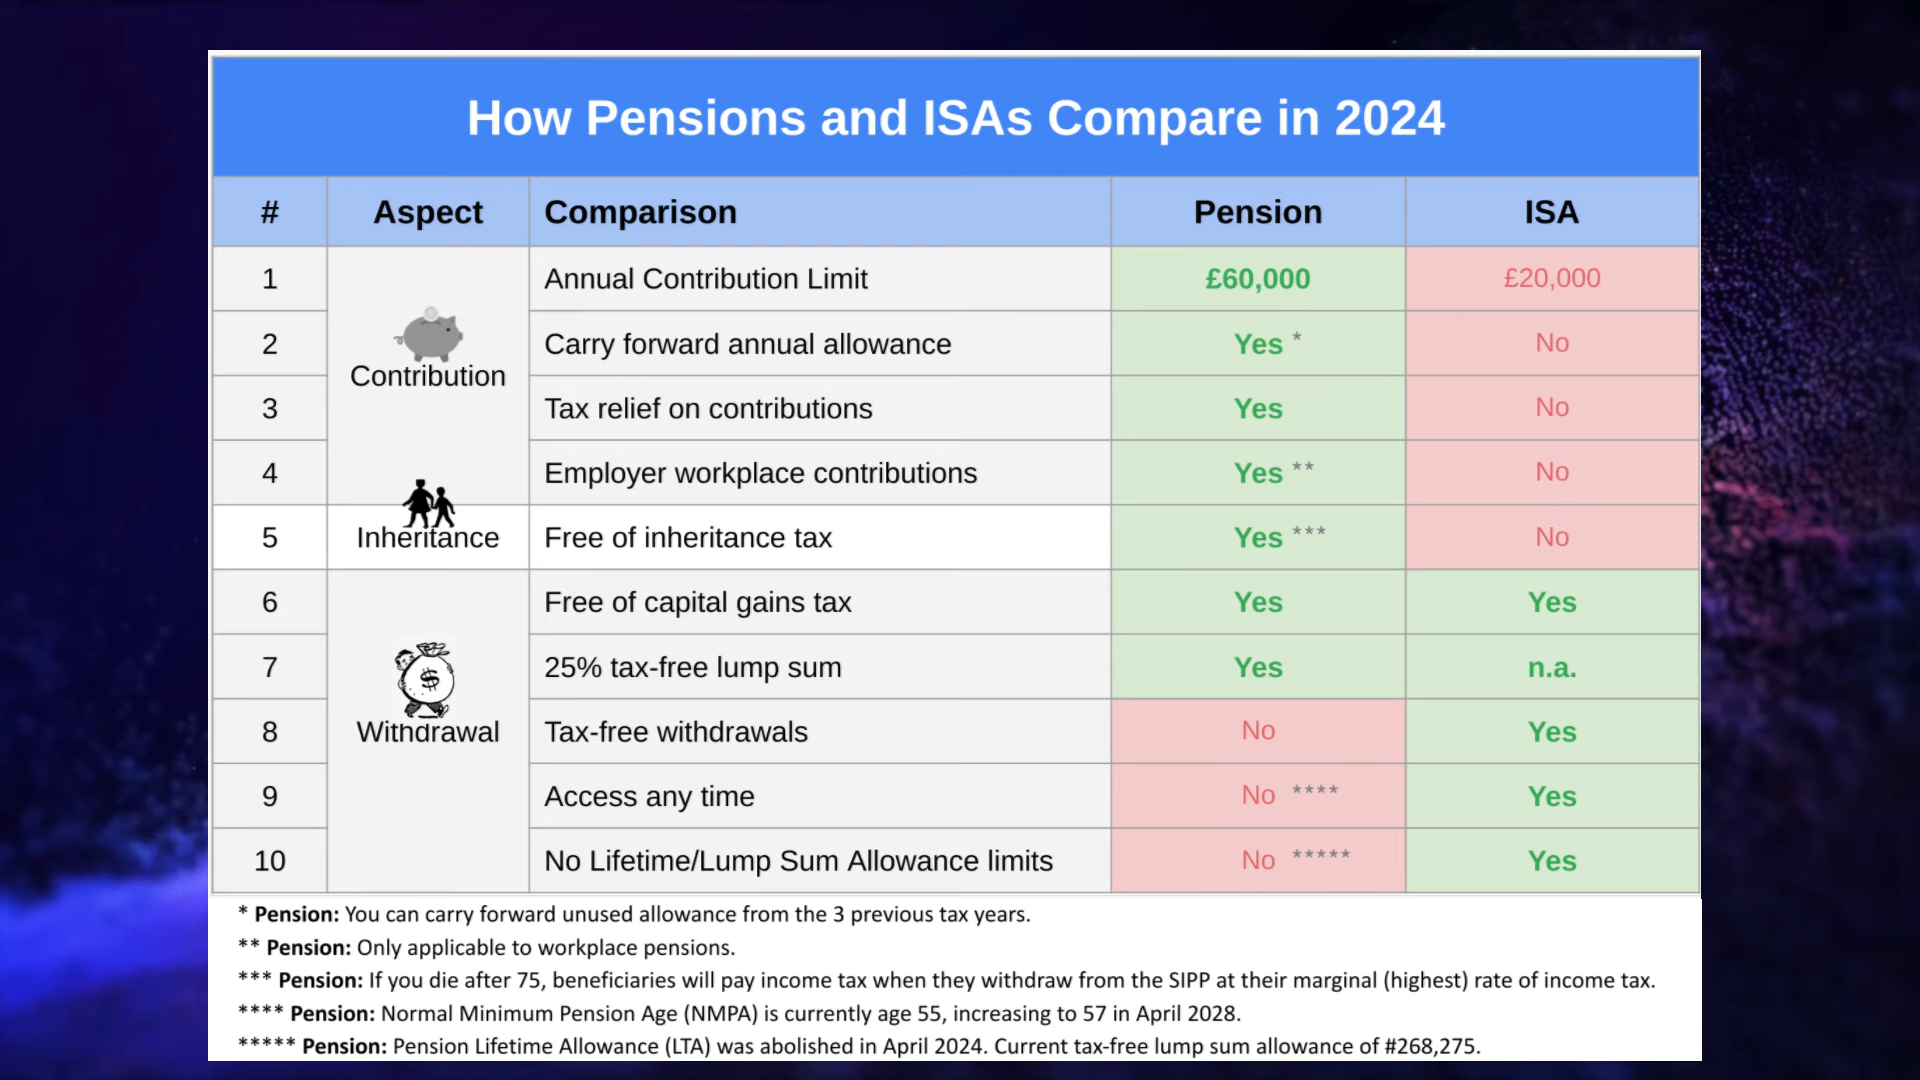 How Pensions and ISAs Compare in 2024
# Aspect Comparison Pension ISA
1 Annual Contribution Limit £60,000 £20,000
2 Carry forward annual allowance Yes * No
Contribution
3 Tax relief on contributions Yes No
4 Employer workplace contributions Yes ** No
5 Inheritance Free of inheritance tax Yes *** No
6 Free of capital gains tax Yes Yes
7 25% tax-free lump sum Yes n.a.
$
8 Withdrawal Tax-free withdrawals No Yes
9 Access any time No **** Yes
10 No Lifetime/Lump Sum Allowance limits No ***** Yes
* Pension: You can carry forward unused allowance from the 3 previous tax years.
** Pension: Only applicable to workplace pensions.
*** Pension: If you die after 75, beneficiaries will pay income tax when they withdraw from the SIPP at their marginal (highest) rate of income tax.
**** Pension: Normal Minimum Pension Age (NMPA) is currently age 55, increasing to 57 in April 2028.
***** Pension: Pension Lifetime Allowance (LTA) was abolished in April 2024. Current tax-free lump sum allowance of #268,275.